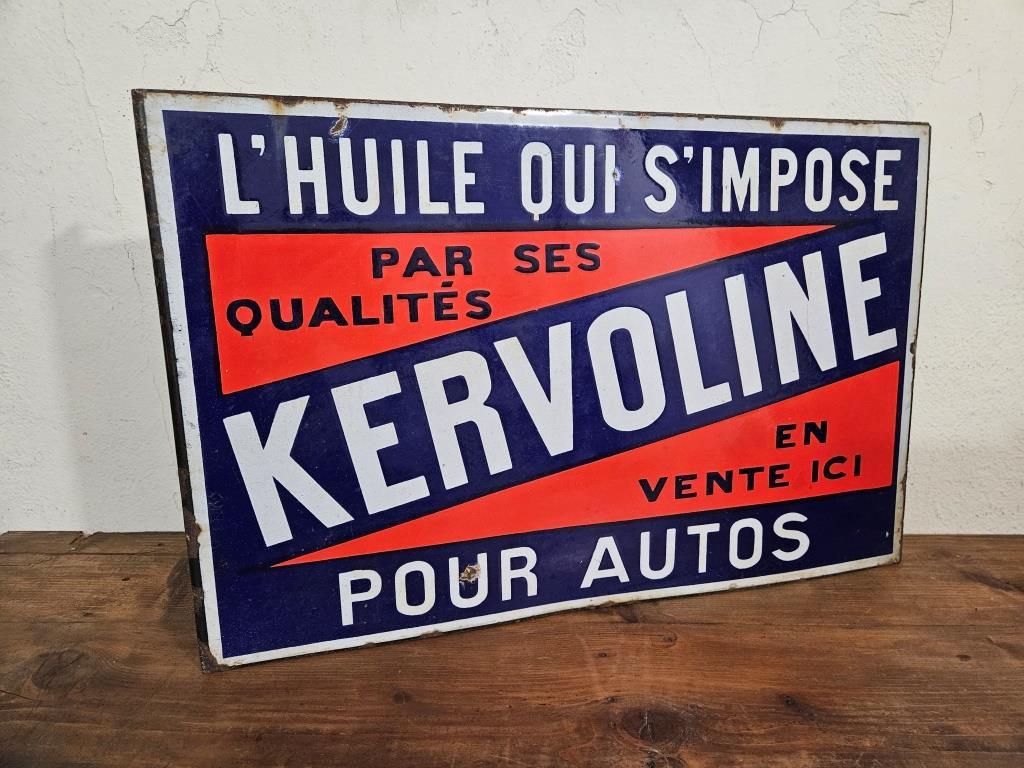 L'HUILE QUI S'IMPOSE
PAR SES
QUALITÉS
KERVOLINE
EN
VENTE ICI
POUR AUTOS